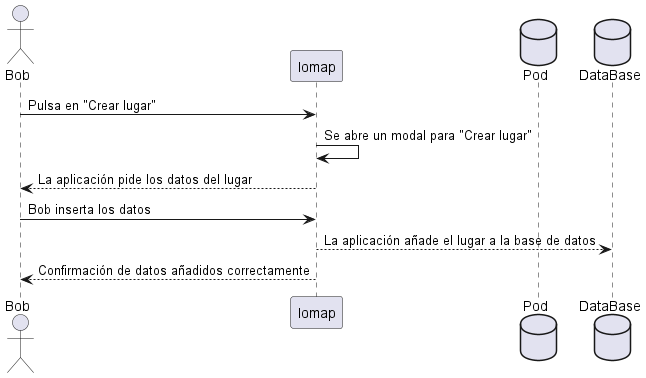 Bob
lomap
Pod
DataBase
Pulsa en "Crear lugar"
Se abre un modal para "Crear lugar"
La aplicación pide los datos del lugar
Bob inserta los datos
La aplicación añade el lugar a la base de datos
Confirmación de datos añadidos correctamente
Bob
lomap
Pod
DataBase